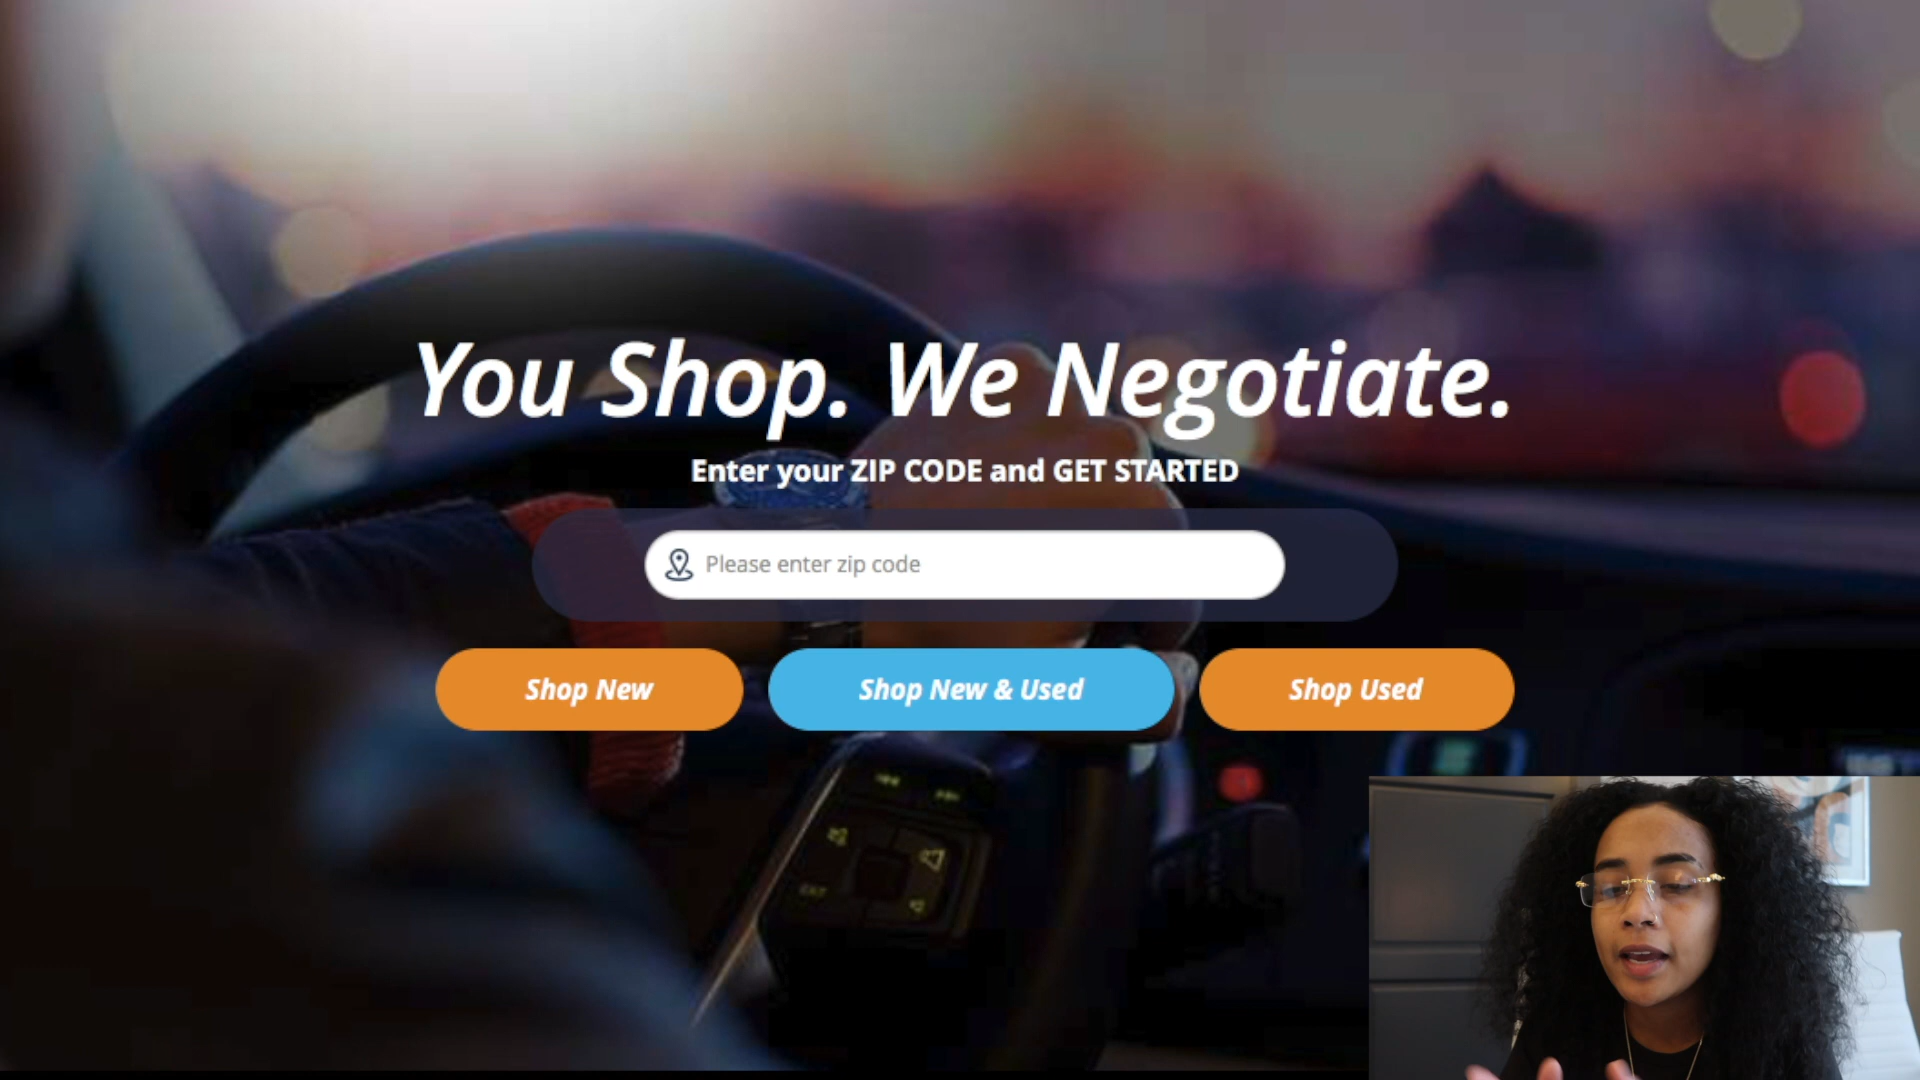 You Shop. We Negotiate.
Enter your ZIP CODE and GET STARTED
Please enter zip code
Shop New
Shop New & Used
Shop Used